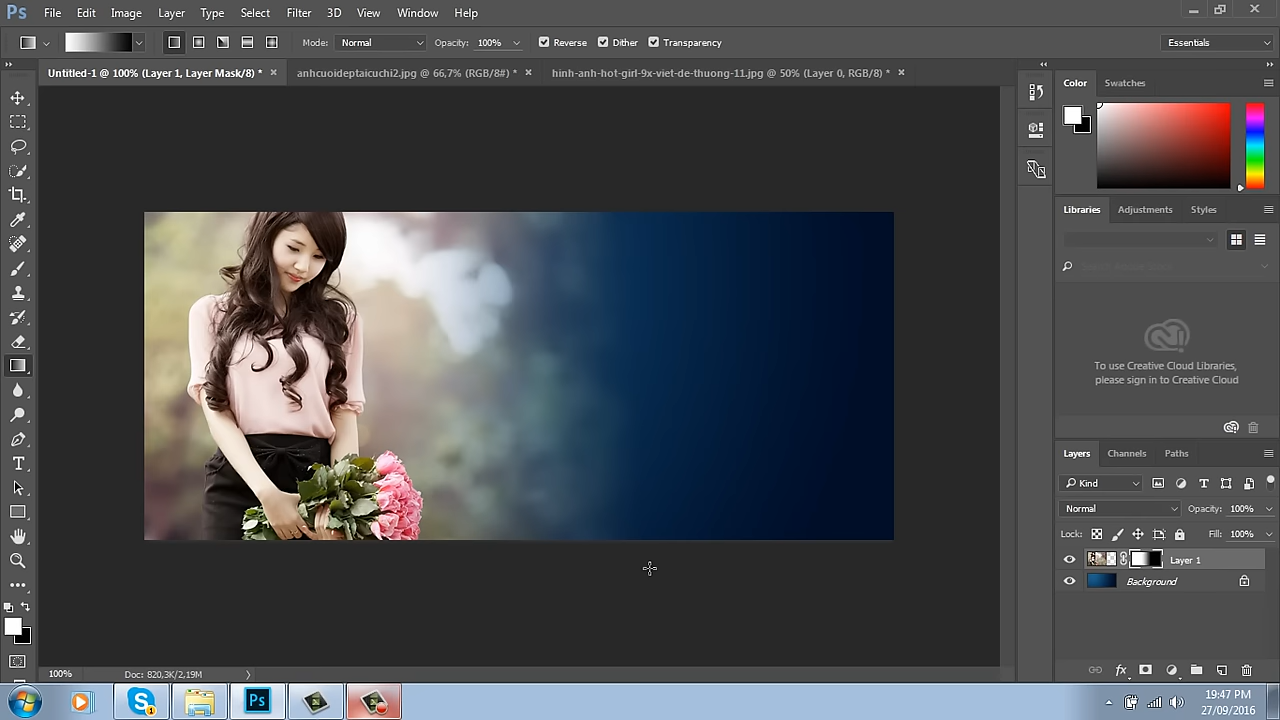 Ps File Edit Image Layer Type Select Filter 3D View Window Help
Mode: Normal Opacity: 100% Reverse Dither Transparency Essentials
Untitled-1 @ 100% (Layer 1, Layer Mask/8) * × anhcuoideptaicuchi2.jpg @ 66,7% (RGB/8#) * × hinh-anh-hot-girl-9x-viet-de-thuong-11.jpg @ 50% (Layer 0, RGB/8) * ×
Color Swatches
Libraries Adjustments Styles
To use Creative Cloud Libraries,
please sign in to Creative Cloud
Layers Channels Paths
Kind
Normal Opacity: 100%
Lock: Fill: 100%
Layer 1
Background
100% Doc: 820,3K/2,19M
fx
Ps
19:47 PM
27/09/2016